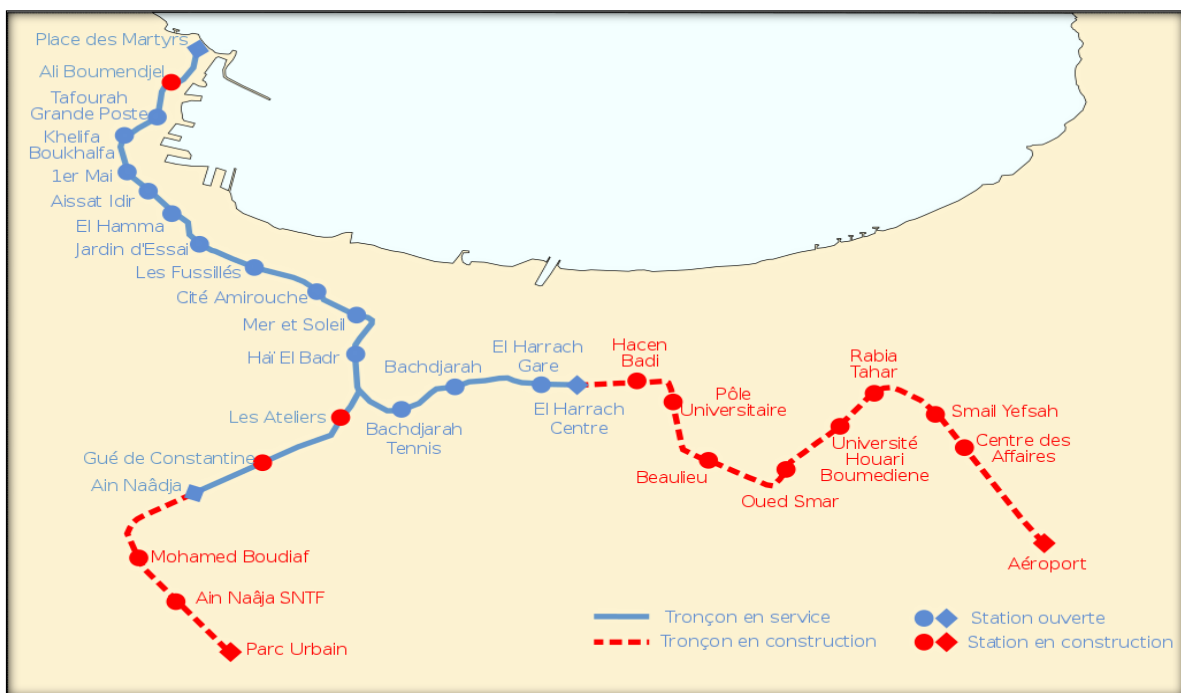 Place des Martyrs
Ali Boumendjel
Tafourah
Grande Poste
Khelifa
Boukhalfa
1er Mai
Aissat Idir
El Hamma
Jardin d'Essai
Les Fussillés
Cité Amirouche
Mer et Soleil
Haï El Badr
Les Ateliers
Gué de Constantine
Ain Naâdja
Mohamed Boudiaf
Ain Naâja SNTF
Parc Urbain
Bachdjarah
Tennis
Bachdjarah
El Harrach
Gare
El Harrach
Centre
Hacen
Badi
Pôle
Universitaire
Beaulieu
Oued Smar
Université
Houari
Boumediene
Rabia
Tahar
Smail Yefsah
Centre des
Affaires
Aéroport
Tronçon en service
Tronçon en construction
Station ouverte
Station en construction